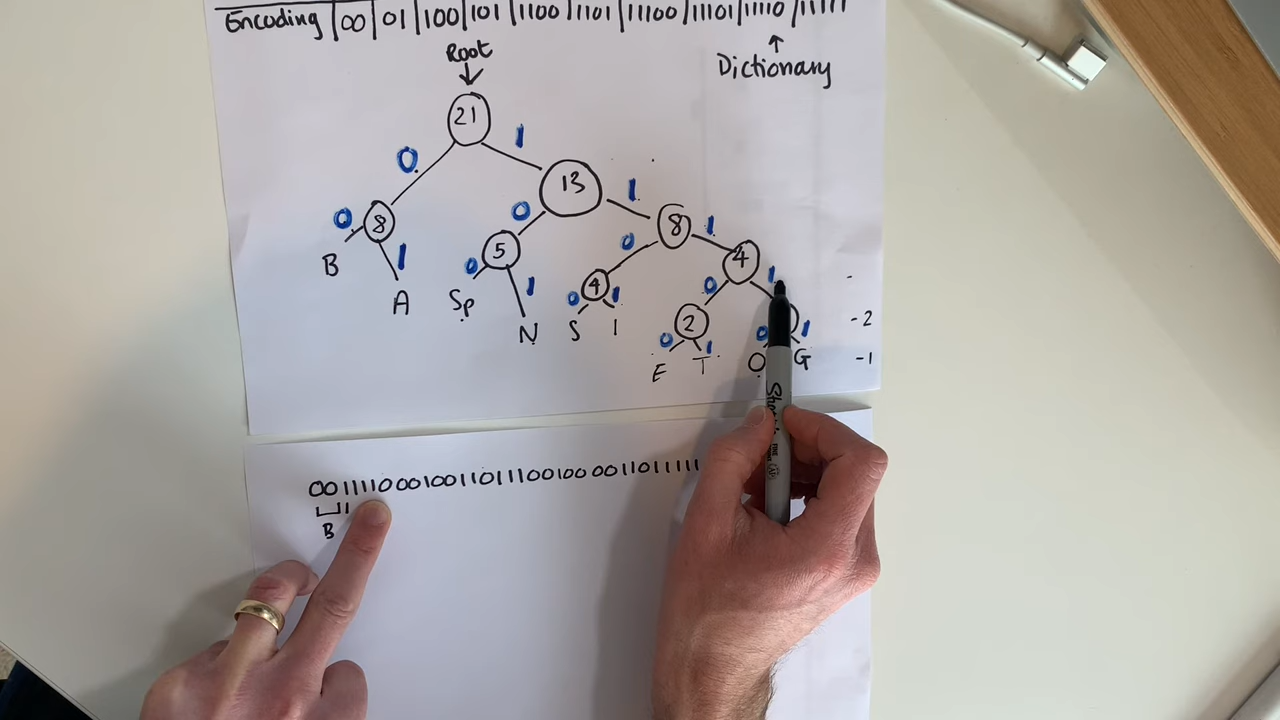 Encoding | 00 | 01 | 100 | 101 | 1100 | 1101 | 11100 | 11101 | 11110 | 11111
Root
Dictionary
21
0 1
13
0 8 1
0 5 1
0 8 1
0 4 1
0 4 1
0 2 1
0 1
B A Sp N S I E T O G
-
-2
-1
0011110001001101110010000011011111
B